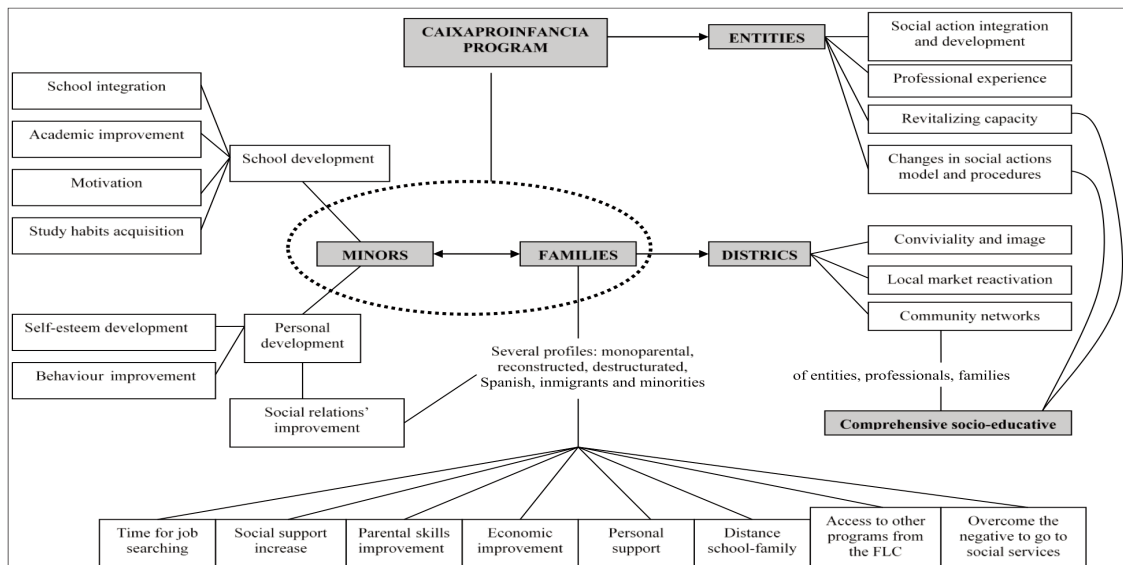 CAIXAPROINFANCIA
PROGRAM
ENTITIES
Social action integration
and development
Professional experience
Revitalizing capacity
Changes in social actions
model and procedures
School integration
Academic improvement
Motivation
Study habits acquisition
School development
MINORS
FAMILIES
DISTRICS
Conviviality and image
Local market reactivation
Community networks
Self-esteem development
Behaviour improvement
Personal
development
Social relations’
improvement
Several profiles: monoparental,
reconstructed, destructurated,
Spanish, inmigrants and minorities
of entities, professionals, families
Comprehensive socio-educative
Time for job
searching
Social support
increase
Parental skills
improvement
Economic
improvement
Personal
support
Distance
school-family
Access to other
programs from
the FLC
Overcome the
negative to go to
social services